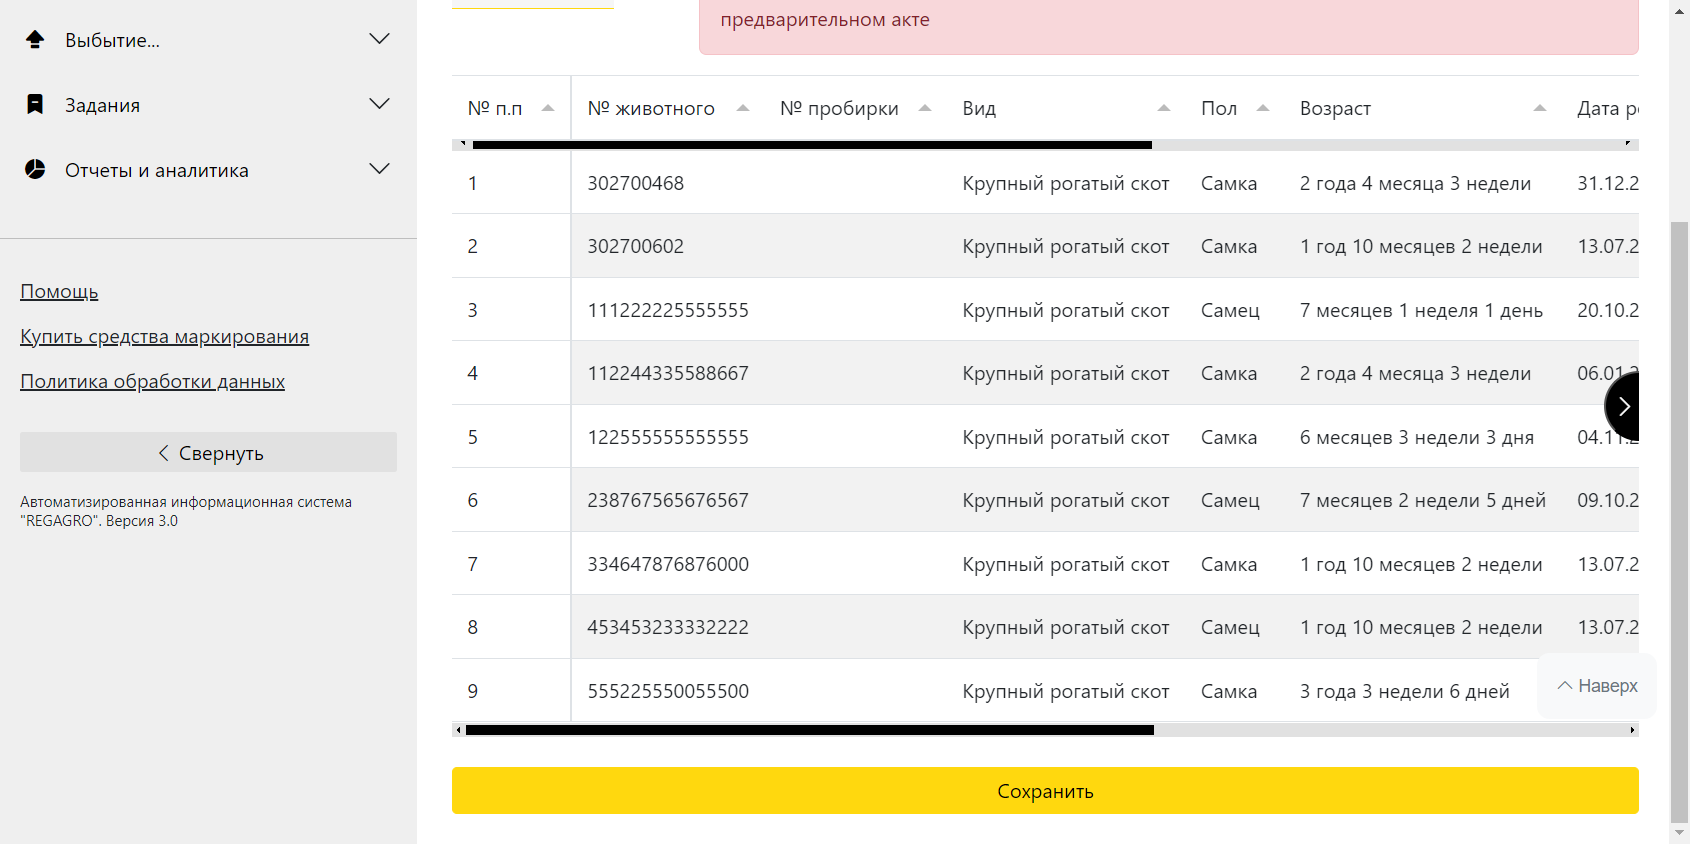 Выбытие...
Задания
Отчеты и аналитика
Помощь
Купить средства маркирования
Политика обработки данных
Свернуть
Автоматизированная информационная система
"REGAGRO". Версия 3.0
предварительном акте
№ п.п № животного № пробирки Вид Пол Возраст Дата
1 302700468 Крупный рогатый скот Самка 2 года 4 месяца 3 недели 31.12.2
2 302700602 Крупный рогатый скот Самка 1 год 10 месяцев 2 недели 13.07.2
3 111222225555555 Крупный рогатый скот Самец 7 месяцев 1 неделя 1 день 20.10.2
4 112244335588667 Крупный рогатый скот Самка 2 года 4 месяца 3 недели 06.01.2
5 122555555555555 Крупный рогатый скот Самка 6 месяцев 3 недели 3 дня 04.11.2
6 238767565676567 Крупный рогатый скот Самец 7 месяцев 2 недели 5 дней 09.10.2
7 334647876876000 Крупный рогатый скот Самка 1 год 10 месяцев 2 недели 13.07.2
8 453453233332222 Крупный рогатый скот Самец 1 год 10 месяцев 2 недели 13.07.2
9 555225550055500 Крупный рогатый скот Самка 3 года 3 недели 6 дней
Наверх
Сохранить